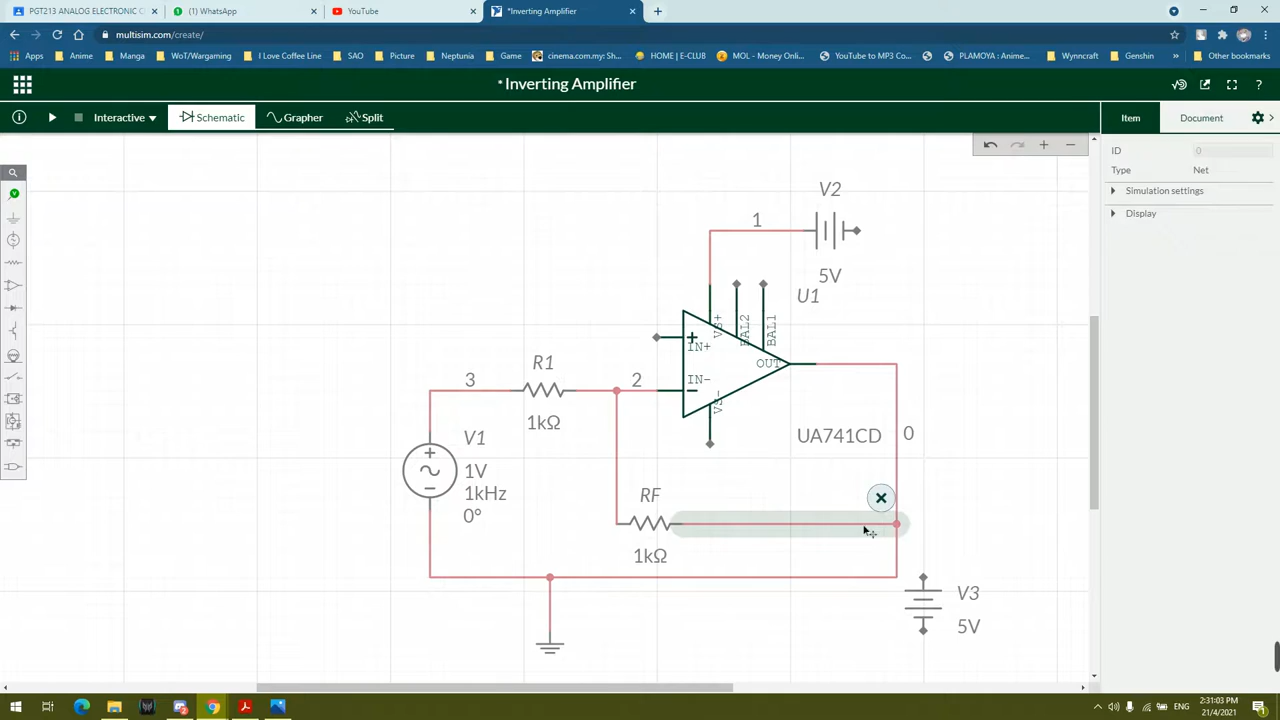 PGT213 ANALOG ELECTRONIC C
(1) WhatsApp
YouTube
*Inverting Amplifier
multisim.com/create/
Apps
Anime
Manga
WoT/Wargaming
I Love Coffee Line
SAO
Picture
Neptunia
Game
cinema.com.my: Now...
HOME | E-CLUB
MOL - Money Onli...
YouTube to MP3 Co...
PLAMOYA : Anime...
Wynncraft
Genshin
Other bookmarks
* Inverting Amplifier
Interactive
Schematic
Grapher
Split
Item
Document
ID
0
Type
Net
Simulation settings
Display
V2
1
5V
U1
VS+
BAL2
BAL1
IN+
OUT
IN-
VS-
R1
3
2
1kΩ
UA741CD
0
V1
1V
1kHz
0°
RF
1kΩ
V3
5V
ENG
2:31:03 PM
21/4/2021
1